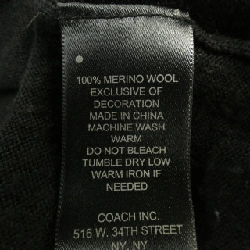 100% MERINO WOOL
EXCLUSIVE OF
DECORATION
MADE IN CHINA
MACHINE WASH
WARM
DO NOT BLEACH
TUMBLE DRY LOW
WARM IRON IF
NEEDED
COACH INC.
516 W. 34TH STREET
NY, NY